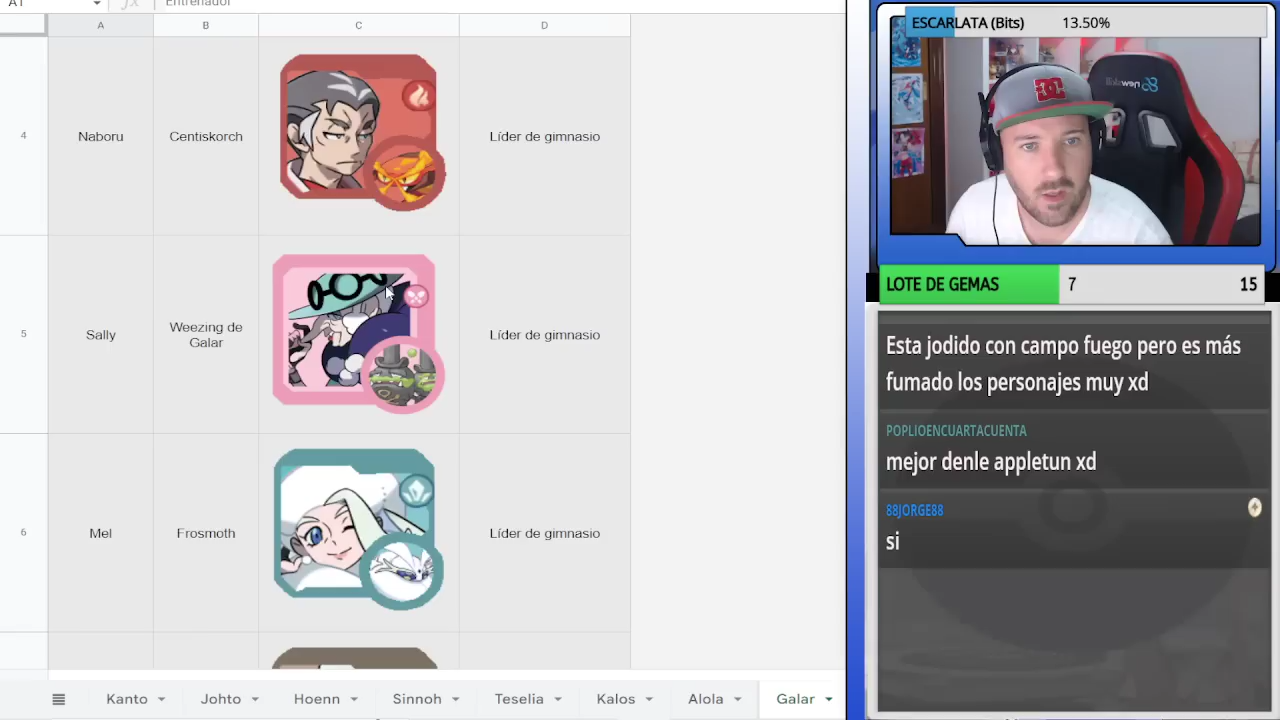 A1
fx
Entrenador
A
B
C
D
4
Naboru
Centiskorch
Líder de gimnasio
5
Sally
Weezing de
Galar
Líder de gimnasio
6
Mel
Frosmoth
Líder de gimnasio
Kanto
Johto
Hoenn
Sinnoh
Teselia
Kalos
Alola
Galar
ESCARLATA (Bits)
13.50%
LOTE DE GEMAS
7
15
Esta jodido con campo fuego pero es más
fumado los personajes muy xd
POPLIOENCUARTACUENTA
mejor denle appletun xd
88JORGE88
si